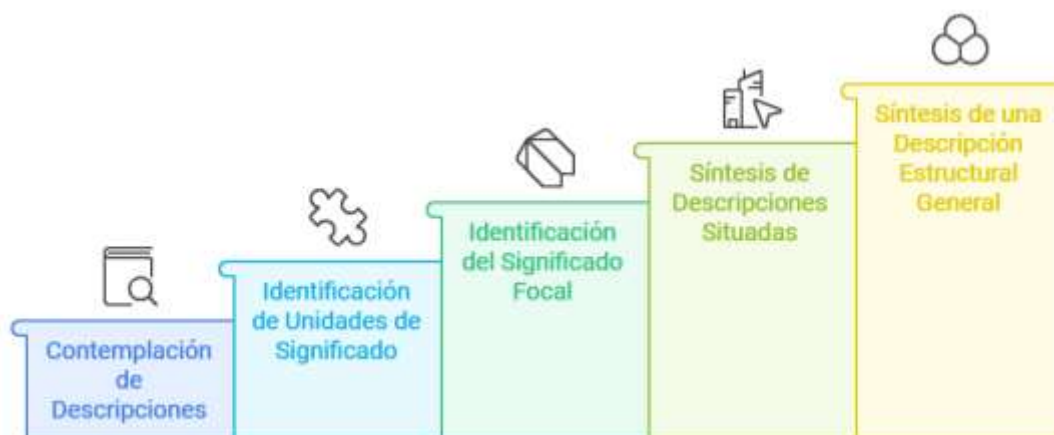 Contemplación
de
Descripciones
Identificación
de Unidades de
Significado
Identificación
del Significado
Focal
Síntesis de
Descripciones
Situadas
Síntesis de una
Descripción
Estructural
General